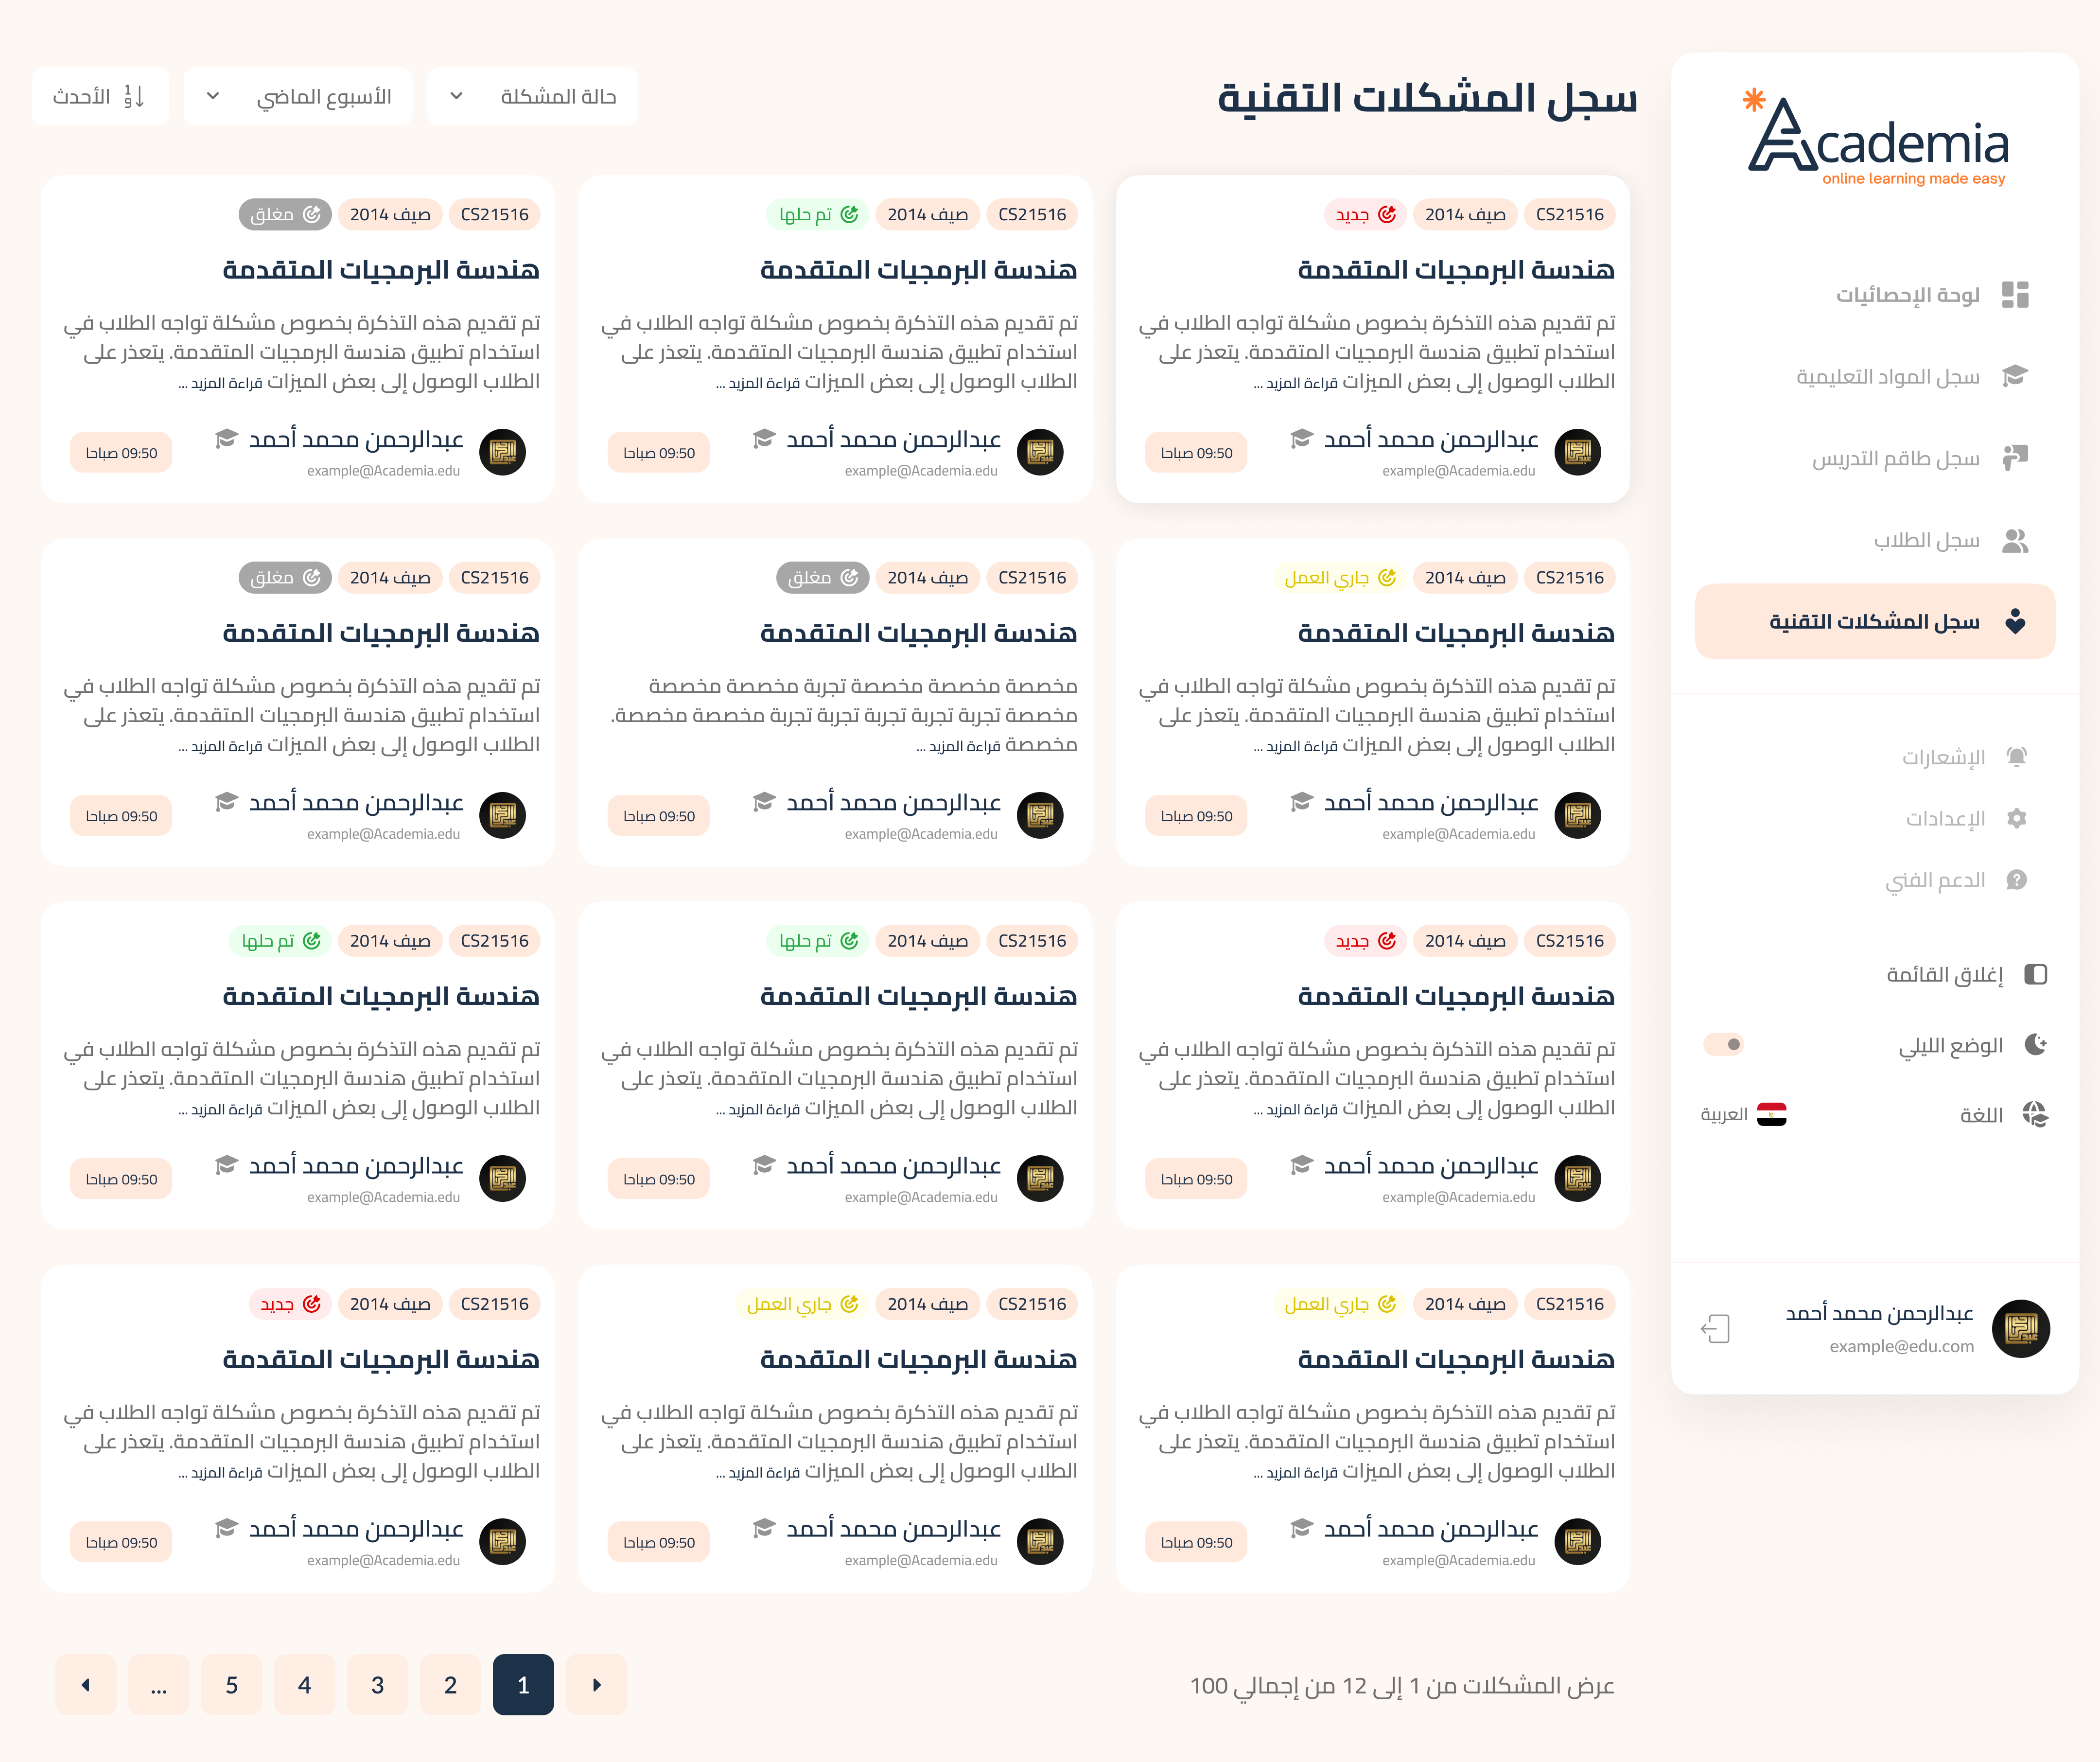 Academia
online learning made easy
لوحة الإحصائيات
سجل المواد التعليمية
سجل طاقم التدريس
سجل الطلاب
سجل المشكلات التقنية
الإشعارات
الإعدادات
الدعم الفني
إغلاق القائمة
الوضع الليلي
اللغة
العربية
عبدالرحمن محمد أحمد
example@edu.com
سجل المشكلات التقنية
حالة المشكلة
الأسبوع الماضي
الأحدث
CS21516 صيف 2014 جديد
هندسة البرمجيات المتقدمة
تم تقديم هذه التذكرة بخصوص مشكلة تواجه الطلاب في
استخدام تطبيق هندسة البرمجيات المتقدمة. يتعذر على
الطلاب الوصول إلى بعض الميزات قراءة المزيد ...
عبدالرحمن محمد أحمد
example@Academia.edu
09:50 صباحا
CS21516 صيف 2014 تم حلها
هندسة البرمجيات المتقدمة
تم تقديم هذه التذكرة بخصوص مشكلة تواجه الطلاب في
استخدام تطبيق هندسة البرمجيات المتقدمة. يتعذر على
الطلاب الوصول إلى بعض الميزات قراءة المزيد ...
عبدالرحمن محمد أحمد
example@Academia.edu
09:50 صباحا
CS21516 صيف 2014 مغلق
هندسة البرمجيات المتقدمة
تم تقديم هذه التذكرة بخصوص مشكلة تواجه الطلاب في
استخدام تطبيق هندسة البرمجيات المتقدمة. يتعذر على
الطلاب الوصول إلى بعض الميزات قراءة المزيد ...
عبدالرحمن محمد أحمد
example@Academia.edu
09:50 صباحا
CS21516 صيف 2014 جاري العمل
هندسة البرمجيات المتقدمة
تم تقديم هذه التذكرة بخصوص مشكلة تواجه الطلاب في
استخدام تطبيق هندسة البرمجيات المتقدمة. يتعذر على
الطلاب الوصول إلى بعض الميزات قراءة المزيد ...
عبدالرحمن محمد أحمد
example@Academia.edu
09:50 صباحا
CS21516 صيف 2014 مغلق
هندسة البرمجيات المتقدمة
مخصصة مخصصة مخصصة تجربة مخصصة مخصصة
مخصصة تجربة تجربة تجربة تجربة تجربة مخصصة مخصصة.
مخصصة قراءة المزيد ...
عبدالرحمن محمد أحمد
example@Academia.edu
09:50 صباحا
CS21516 صيف 2014 مغلق
هندسة البرمجيات المتقدمة
تم تقديم هذه التذكرة بخصوص مشكلة تواجه الطلاب في
استخدام تطبيق هندسة البرمجيات المتقدمة. يتعذر على
الطلاب الوصول إلى بعض الميزات قراءة المزيد ...
عبدالرحمن محمد أحمد
example@Academia.edu
09:50 صباحا
CS21516 صيف 2014 جديد
هندسة البرمجيات المتقدمة
تم تقديم هذه التذكرة بخصوص مشكلة تواجه الطلاب في
استخدام تطبيق هندسة البرمجيات المتقدمة. يتعذر على
الطلاب الوصول إلى بعض الميزات قراءة المزيد ...
عبدالرحمن محمد أحمد
example@Academia.edu
09:50 صباحا
CS21516 صيف 2014 تم حلها
هندسة البرمجيات المتقدمة
تم تقديم هذه التذكرة بخصوص مشكلة تواجه الطلاب في
استخدام تطبيق هندسة البرمجيات المتقدمة. يتعذر على
الطلاب الوصول إلى بعض الميزات قراءة المزيد ...
عبدالرحمن محمد أحمد
example@Academia.edu
09:50 صباحا
CS21516 صيف 2014 تم حلها
هندسة البرمجيات المتقدمة
تم تقديم هذه التذكرة بخصوص مشكلة تواجه الطلاب في
استخدام تطبيق هندسة البرمجيات المتقدمة. يتعذر على
الطلاب الوصول إلى بعض الميزات قراءة المزيد ...
عبدالرحمن محمد أحمد
example@Academia.edu
09:50 صباحا
CS21516 صيف 2014 جاري العمل
هندسة البرمجيات المتقدمة
تم تقديم هذه التذكرة بخصوص مشكلة تواجه الطلاب في
استخدام تطبيق هندسة البرمجيات المتقدمة. يتعذر على
الطلاب الوصول إلى بعض الميزات قراءة المزيد ...
عبدالرحمن محمد أحمد
example@Academia.edu
09:50 صباحا
CS21516 صيف 2014 جاري العمل
هندسة البرمجيات المتقدمة
تم تقديم هذه التذكرة بخصوص مشكلة تواجه الطلاب في
استخدام تطبيق هندسة البرمجيات المتقدمة. يتعذر على
الطلاب الوصول إلى بعض الميزات قراءة المزيد ...
عبدالرحمن محمد أحمد
example@Academia.edu
09:50 صباحا
CS21516 صيف 2014 جديد
هندسة البرمجيات المتقدمة
تم تقديم هذه التذكرة بخصوص مشكلة تواجه الطلاب في
استخدام تطبيق هندسة البرمجيات المتقدمة. يتعذر على
الطلاب الوصول إلى بعض الميزات قراءة المزيد ...
عبدالرحمن محمد أحمد
example@Academia.edu
09:50 صباحا
عرض المشكلات من 1 إلى 12 من إجمالي 100
1 2 3 4 5 ...